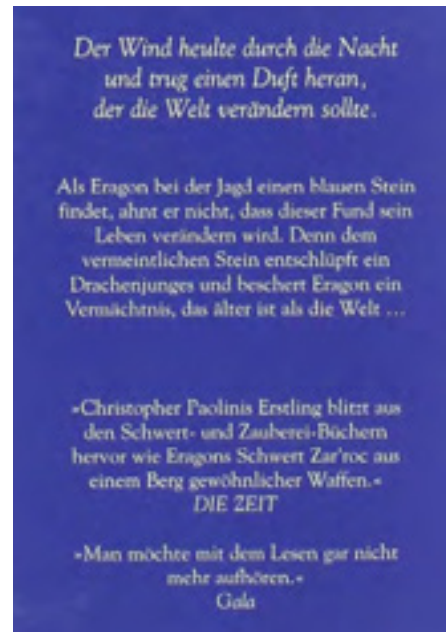 Der Wind heulte durch die Nacht
und trug einen Duft heran,
der die Welt verändern sollte.
Als Eragon bei der Jagd einen blauen Stein
findet, ahnt er nicht, dass dieser Fund sein
Leben verändern wird. Denn dem
vermeintlichen Stein entschlüpft ein
Drachenjunges und beschert Eragon ein
Vermächtnis, das älter ist als die Welt ...
»Christopher Paolinis Erstling blitzt aus
den Schwert- und Zauberei-Büchern
hervor wie Eragons Schwert Zar'roc aus
einem Berg gewöhnlicher Waffen.«
DIE ZEIT
»Man möchte mit dem Lesen gar nicht
mehr aufhören.«
Gala